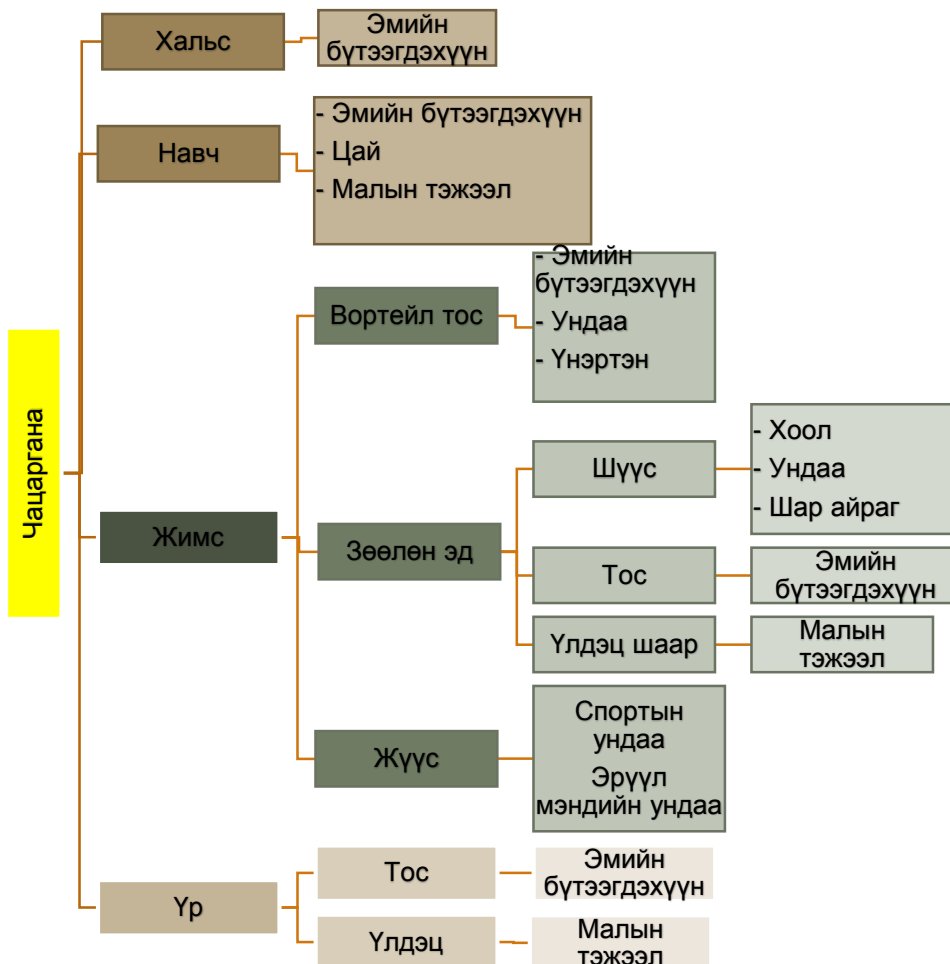 Чацаргана
Хальс
Эмийн
бүтээгдэхүүн
Навч
- Эмийн бүтээгдэхүүн
- Цай
- Малын тэжээл
Жимс
Вортейл тос
- Эмийн
бүтээгдэхүүн
- Ундаа
- Үнэртэн
Зөөлөн эд
Шүүс
- Хоол
- Ундаа
- Шар айраг
Тос
Эмийн
бүтээгдэхүүн
Үлдэц шаар
Малын
тэжээл
Жүүс
Спортын
ундаа
Эрүүл
мэндийн ундаа
Үр
Тос
Эмийн
бүтээгдэхүүн
Үлдэц
Малын
тэжээл